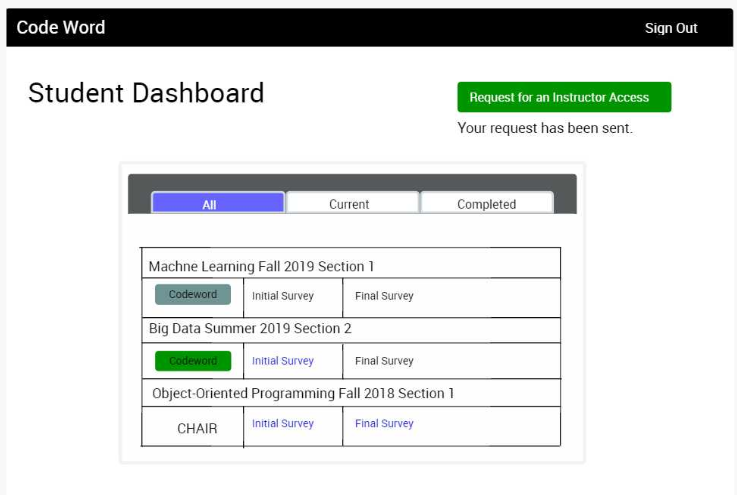 Code Word Sign Out
Student Dashboard
Request for an Instructor Access
Your request has been sent.
All Current Completed
Machne Learning Fall 2019 Section 1
Codeword Initial Survey Final Survey
Big Data Summer 2019 Section 2
Codeword Initial Survey Final Survey
Object-Oriented Programming Fall 2018 Section 1
CHAIR Initial Survey Final Survey